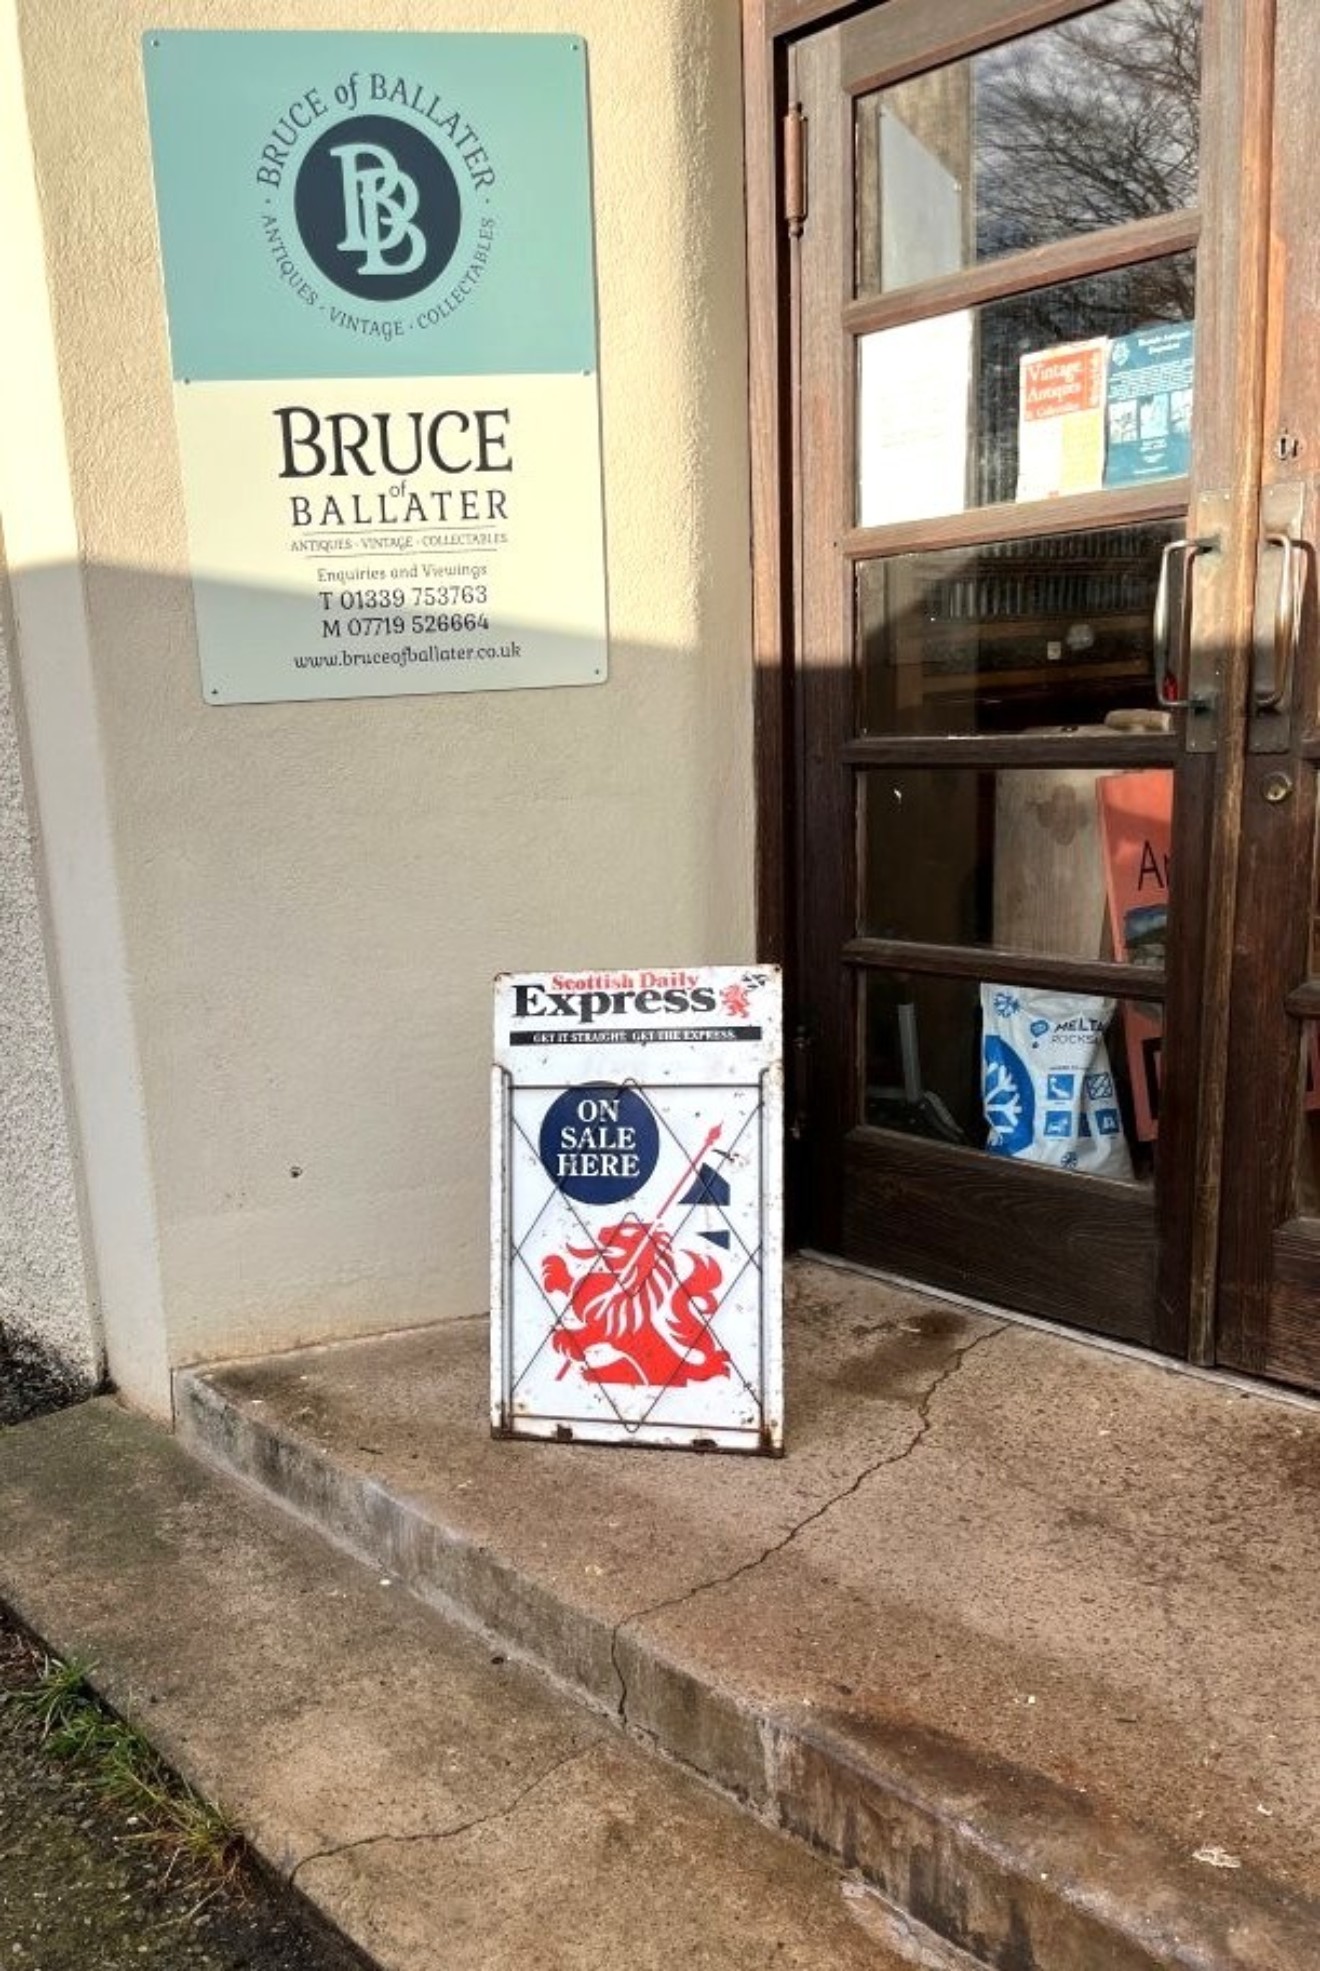 BRUCE of BALLATER
BB
· ANTIQUES · VINTAGE · COLLECTABLES ·
BRUCE
of
BALLATER
ANTIQUES · VINTAGE · COLLECTABLES
Enquiries and Viewings
T 01339 753763
M 07719 526664
www.bruceofballater.co.uk
Vintage
Antiques
Scottish Daily
Express
GET IT STRAIGHT. GET THE EXPRESS.
ON
SALE
HERE
MELT
ROCKS